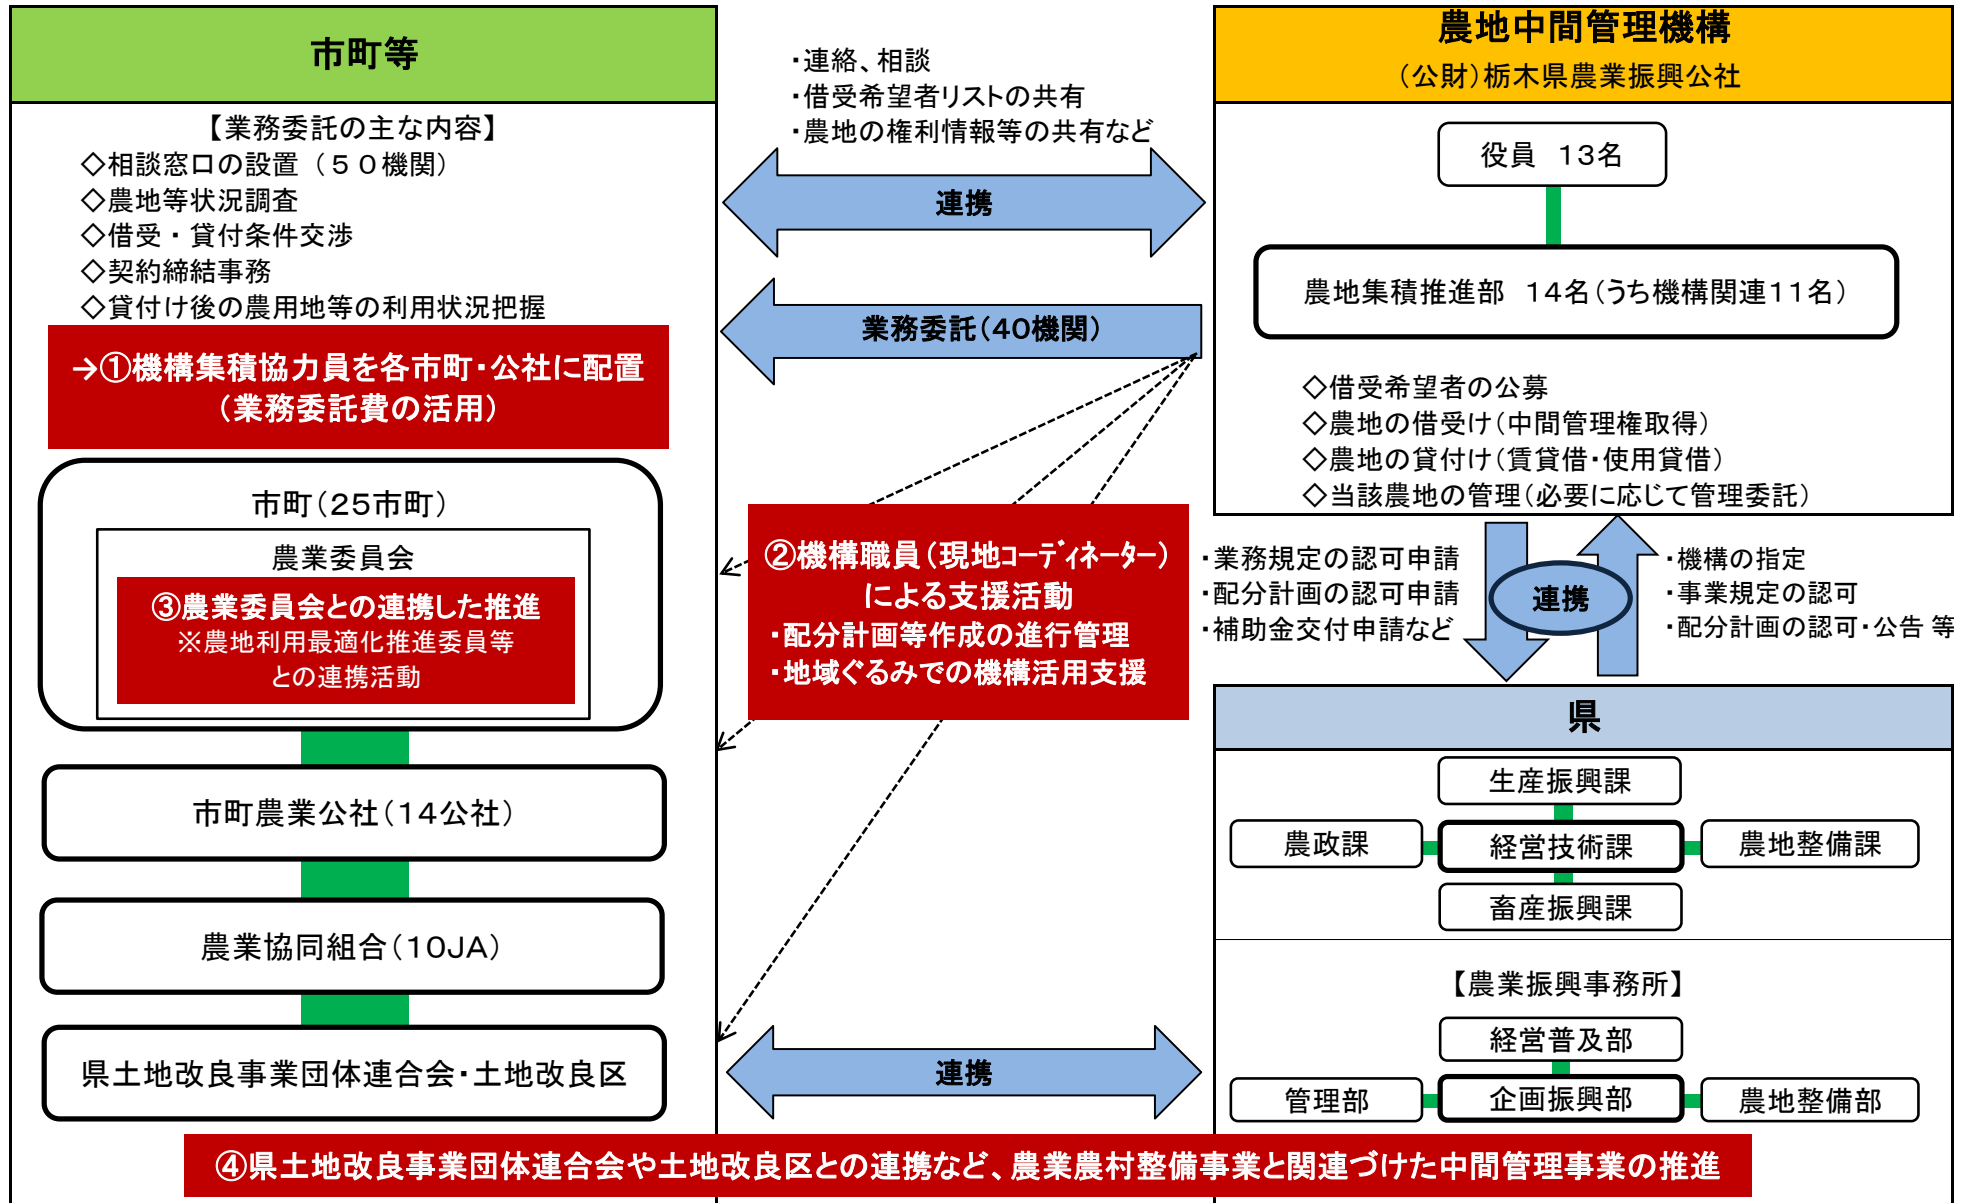 市町等
【業務委託の主な内容】
◇相談窓口の設置（５０機関）
◇農地等状況調査
◇借受・貸付条件交渉
◇契約締結事務
◇貸付け後の農用地等の利用状況把握
→①機構集積協力員を各市町・公社に配置
（業務委託費の活用）
市町（25市町）
農業委員会
③農業委員会との連携した推進
※農地利用最適化推進委員等
との連携活動
市町農業公社（14公社）
農業協同組合（10JA）
県土地改良事業団体連合会・土地改良区
・連絡、相談
・借受希望者リストの共有
・農地の権利情報等の共有など
連携
業務委託（40機関）
②機構職員（現地ｺｰﾃﾞｨﾈｰﾀｰ）
による支援活動
・配分計画等作成の進行管理
・地域ぐるみでの機構活用支援
連携
農地中間管理機構
（公財）栃木県農業振興公社
役員　13名
農地集積推進部　14名（うち機構関連11名）
◇借受希望者の公募
◇農地の借受け（中間管理権取得）
◇農地の貸付け（賃貸借・使用貸借）
◇当該農地の管理（必要に応じて管理委託）
・業務規定の認可申請
・配分計画の認可申請
・補助金交付申請など
連携
・機構の指定
・事業規定の認可
・配分計画の認可・公告 等
県
生産振興課
農政課
経営技術課
農地整備課
畜産振興課
【農業振興事務所】
経営普及部
管理部
企画振興部
農地整備部
④県土地改良事業団体連合会や土地改良区との連携など、農業農村整備事業と関連づけた中間管理事業の推進